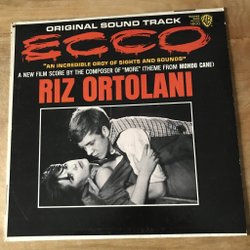 ORIGINAL SOUND TRACK
ECCO
"AN INCREDIBLE ORGY OF SIGHTS AND SOUNDS"
A NEW FILM SCORE BY THE COMPOSER OF "MORE" (THEME FROM MONDO CANE)
RIZ ORTOLANI